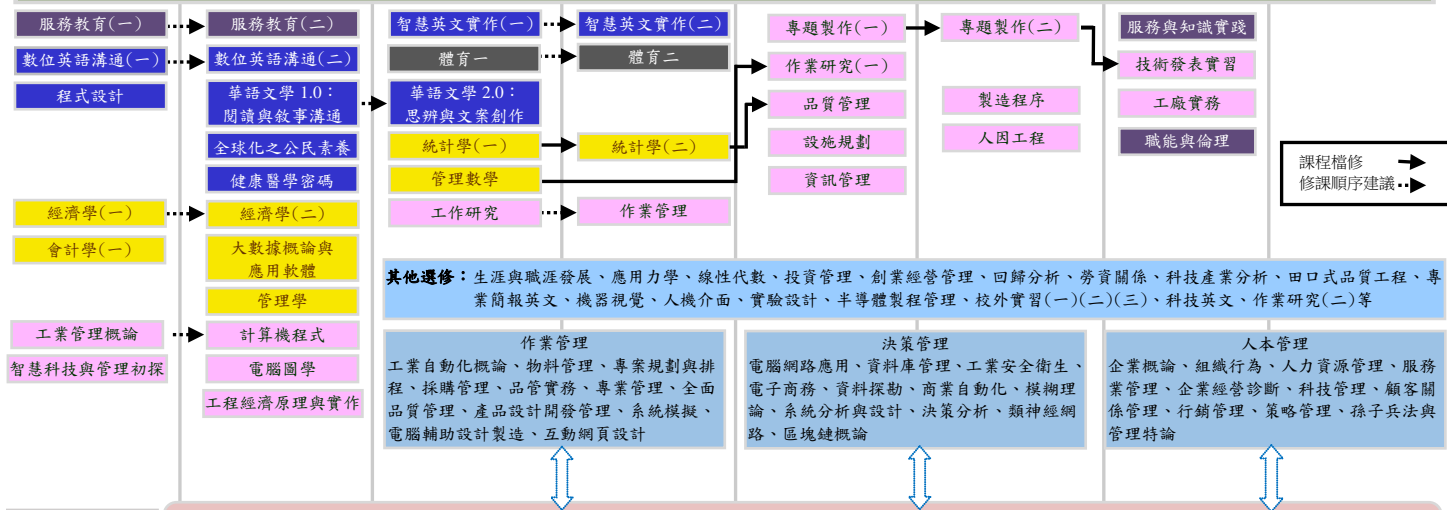 服務教育(一)
數位英語溝通(一)
程式設計
經濟學(一)
會計學(一)
工業管理概論
智慧科技與管理初探
服務教育(二)
數位英語溝通(二)
華語文學 1.0：
閱讀與敘事溝通
全球化之公民素養
健康醫學密碼
經濟學(二)
大數據概論與
應用軟體
管理學
計算機程式
電腦圖學
工程經濟原理與實作
智慧英文實作(一)
體育一
華語文學 2.0：
思辨與文案創作
統計學(一)
管理數學
工作研究
智慧英文實作(二)
體育二
統計學(二)
作業管理
專題製作(一)
作業研究(一)
品質管理
設施規劃
資訊管理
專題製作(二)
製造程序
人因工程
服務與知識實踐
技術發表實習
工廠實務
職能與倫理
課程檔修
修課順序建議
其他選修：生涯與職涯發展、應用力學、線性代數、投資管理、創業經營管理、回歸分析、勞資關係、科技產業分析、田口式品質工程、專
業簡報英文、機器視覺、人機介面、實驗設計、半導體製程管理、校外實習(一)(二)(三)、科技英文、作業研究(二)等
作業管理
工業自動化概論、物料管理、專案規劃與排
程、採購管理、品管實務、專業管理、全面
品質管理、產品設計開發管理、系統模擬、
電腦輔助設計製造、互動網頁設計
決策管理
電腦網路應用、資料庫管理、工業安全衛生、
電子商務、資料探勘、商業自動化、模糊理
論、系統分析與設計、決策分析、類神經網
路、區塊鏈概論
人本管理
企業概論、組織行為、人力資源管理、服務
業管理、企業經營診斷、科技管理、顧客關
係管理、行銷管理、策略管理、孫子兵法與
管理特論